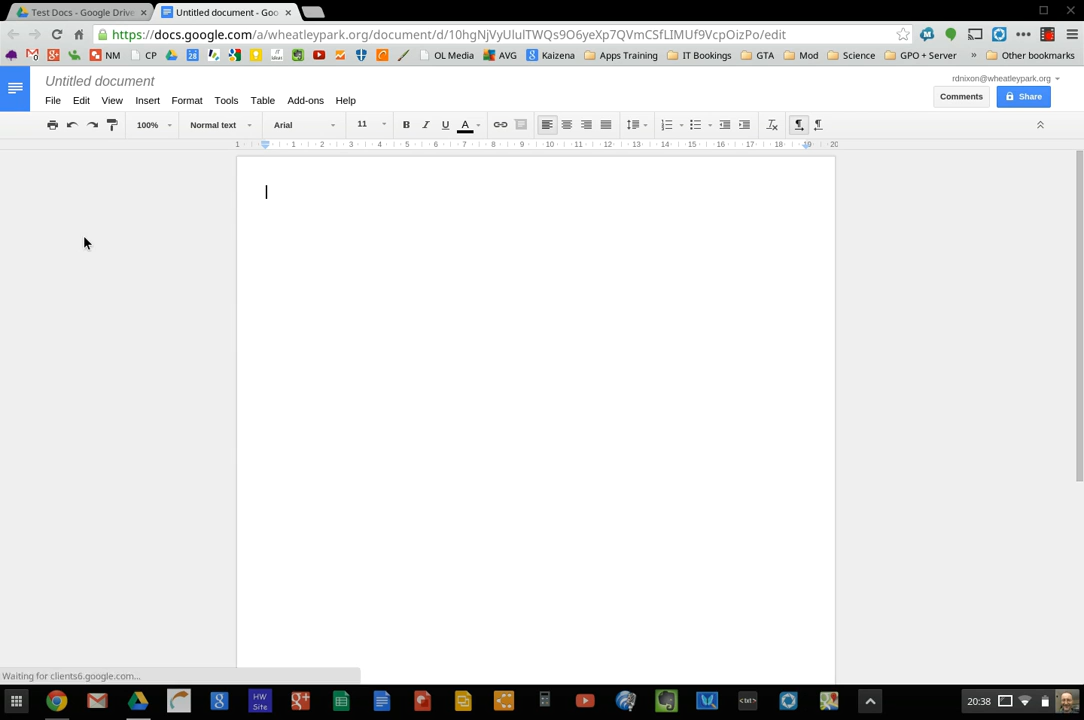 Test Docs - Google Drive
Untitled document - Goo
https://docs.google.com/a/wheatleypark.org/document/d/10hgNjVyUlulTWQs9O6yeXp7QVmCSfLIMUf9VcpOizPo/edit
NM CP OL Media AVG Kaizena Apps Training IT Bookings GTA Mod Science GPO + Server » Other bookmarks
Untitled document
rdnixon@wheatleypark.org
File Edit View Insert Format Tools Table Add-ons Help
Comments Share
100% Normal text Arial 11 B I U A
1 1 2 3 4 5 6 7 8 9 10 11 12 13 14 15 16 17 18 19 20
Waiting for clients6.google.com...
HW Site
20:38